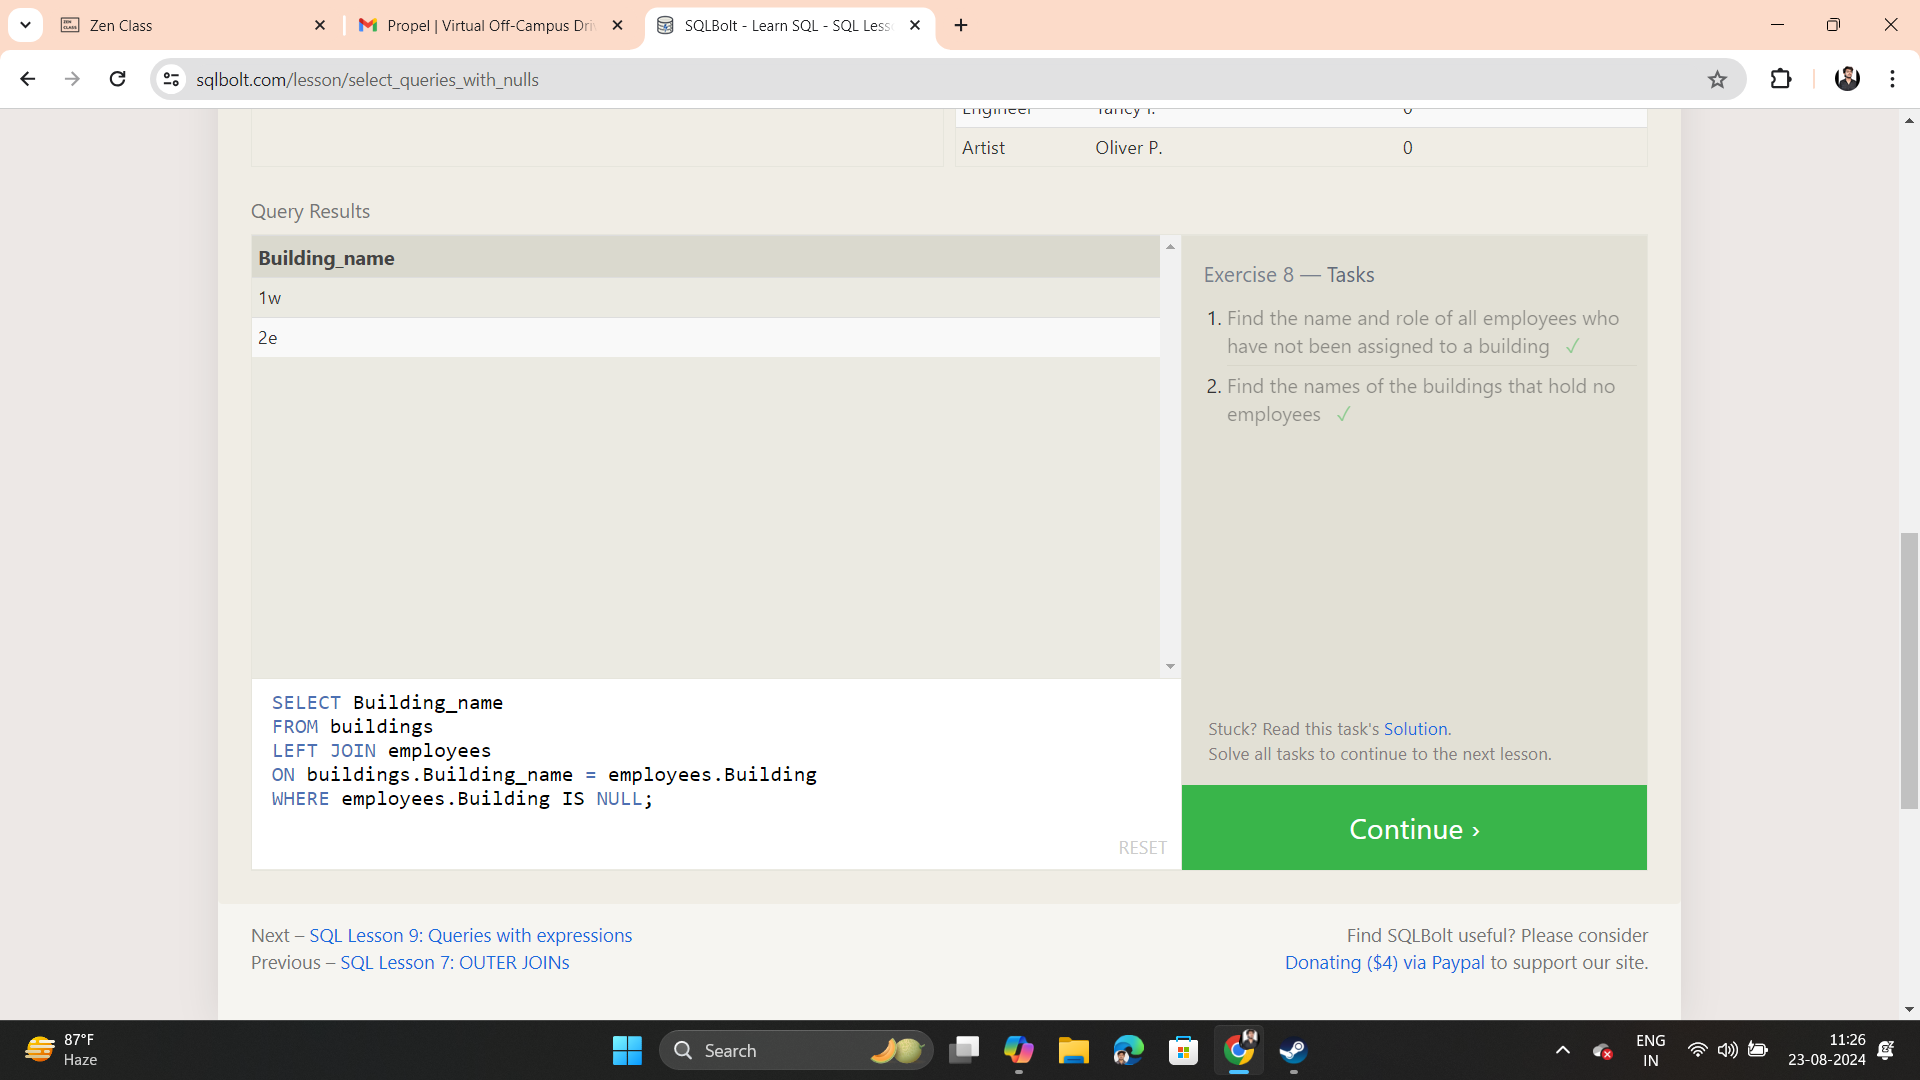 Zen Class
Propel | Virtual Off-Campus Dri
SQLBolt - Learn SQL - SQL Less
sqlbolt.com/lesson/select_queries_with_nulls
Engineer Yancy I. 0
Artist Oliver P. 0
Query Results
Building_name
1w
2e
Exercise 8 — Tasks
1. Find the name and role of all employees who
have not been assigned to a building ✓
2. Find the names of the buildings that hold no
employees ✓
SELECT Building_name
FROM buildings
LEFT JOIN employees
ON buildings.Building_name = employees.Building
WHERE employees.Building IS NULL;
RESET
Stuck? Read this task's Solution.
Solve all tasks to continue to the next lesson.
Continue ›
Next – SQL Lesson 9: Queries with expressions
Previous – SQL Lesson 7: OUTER JOINs
Find SQLBolt useful? Please consider
Donating ($4) via Paypal to support our site.
87°F
Haze
Search
ENG
IN
11:26
23-08-2024